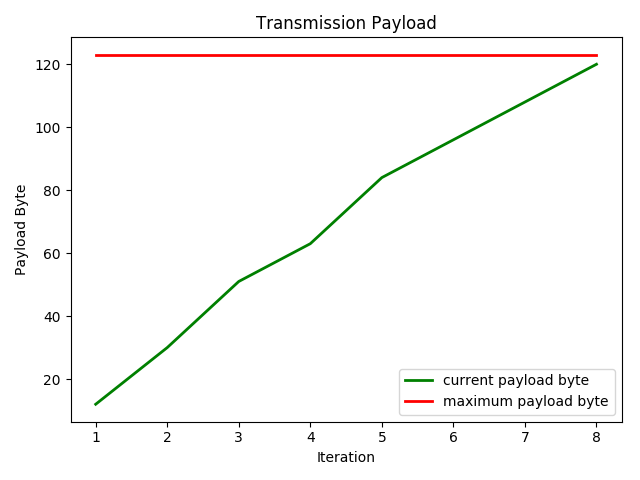 Transmission Payload
Payload Byte
120
100
80
60
40
20
1 2 3 4 5 6 7 8
Iteration
current payload byte
maximum payload byte